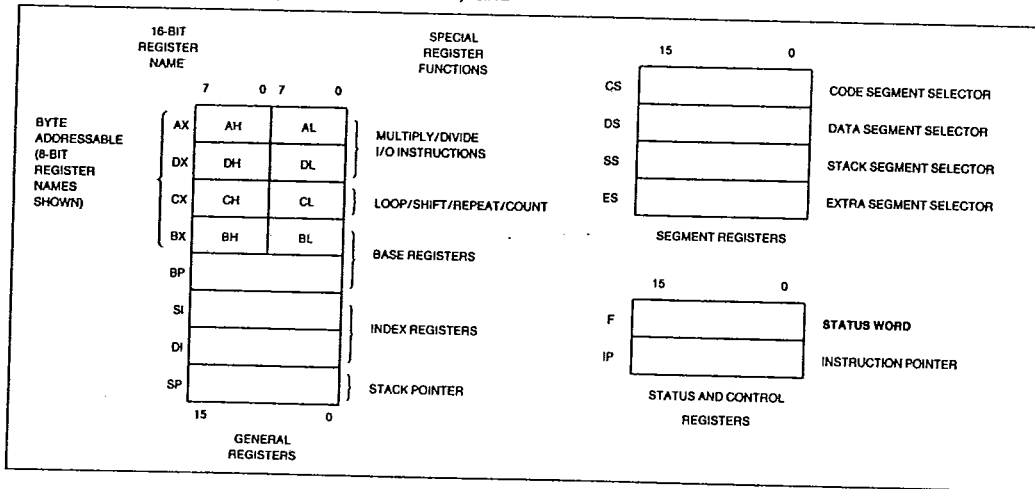 16-BIT
REGISTER
NAME
SPECIAL
REGISTER
FUNCTIONS
7 0 7 0
BYTE
ADDRESSABLE
(8-BIT
REGISTER
NAMES
SHOWN)
AX AH AL
DX DH DL
MULTIPLY/DIVIDE
I/O INSTRUCTIONS
CX CH CL
LOOP/SHIFT/REPEAT/COUNT
BX BH BL
BP
BASE REGISTERS
SI
DI
INDEX REGISTERS
SP
STACK POINTER
15 0
GENERAL
REGISTERS
15 0
CS CODE SEGMENT SELECTOR
DS DATA SEGMENT SELECTOR
SS STACK SEGMENT SELECTOR
ES EXTRA SEGMENT SELECTOR
SEGMENT REGISTERS
15 0
F STATUS WORD
IP INSTRUCTION POINTER
STATUS AND CONTROL
REGISTERS